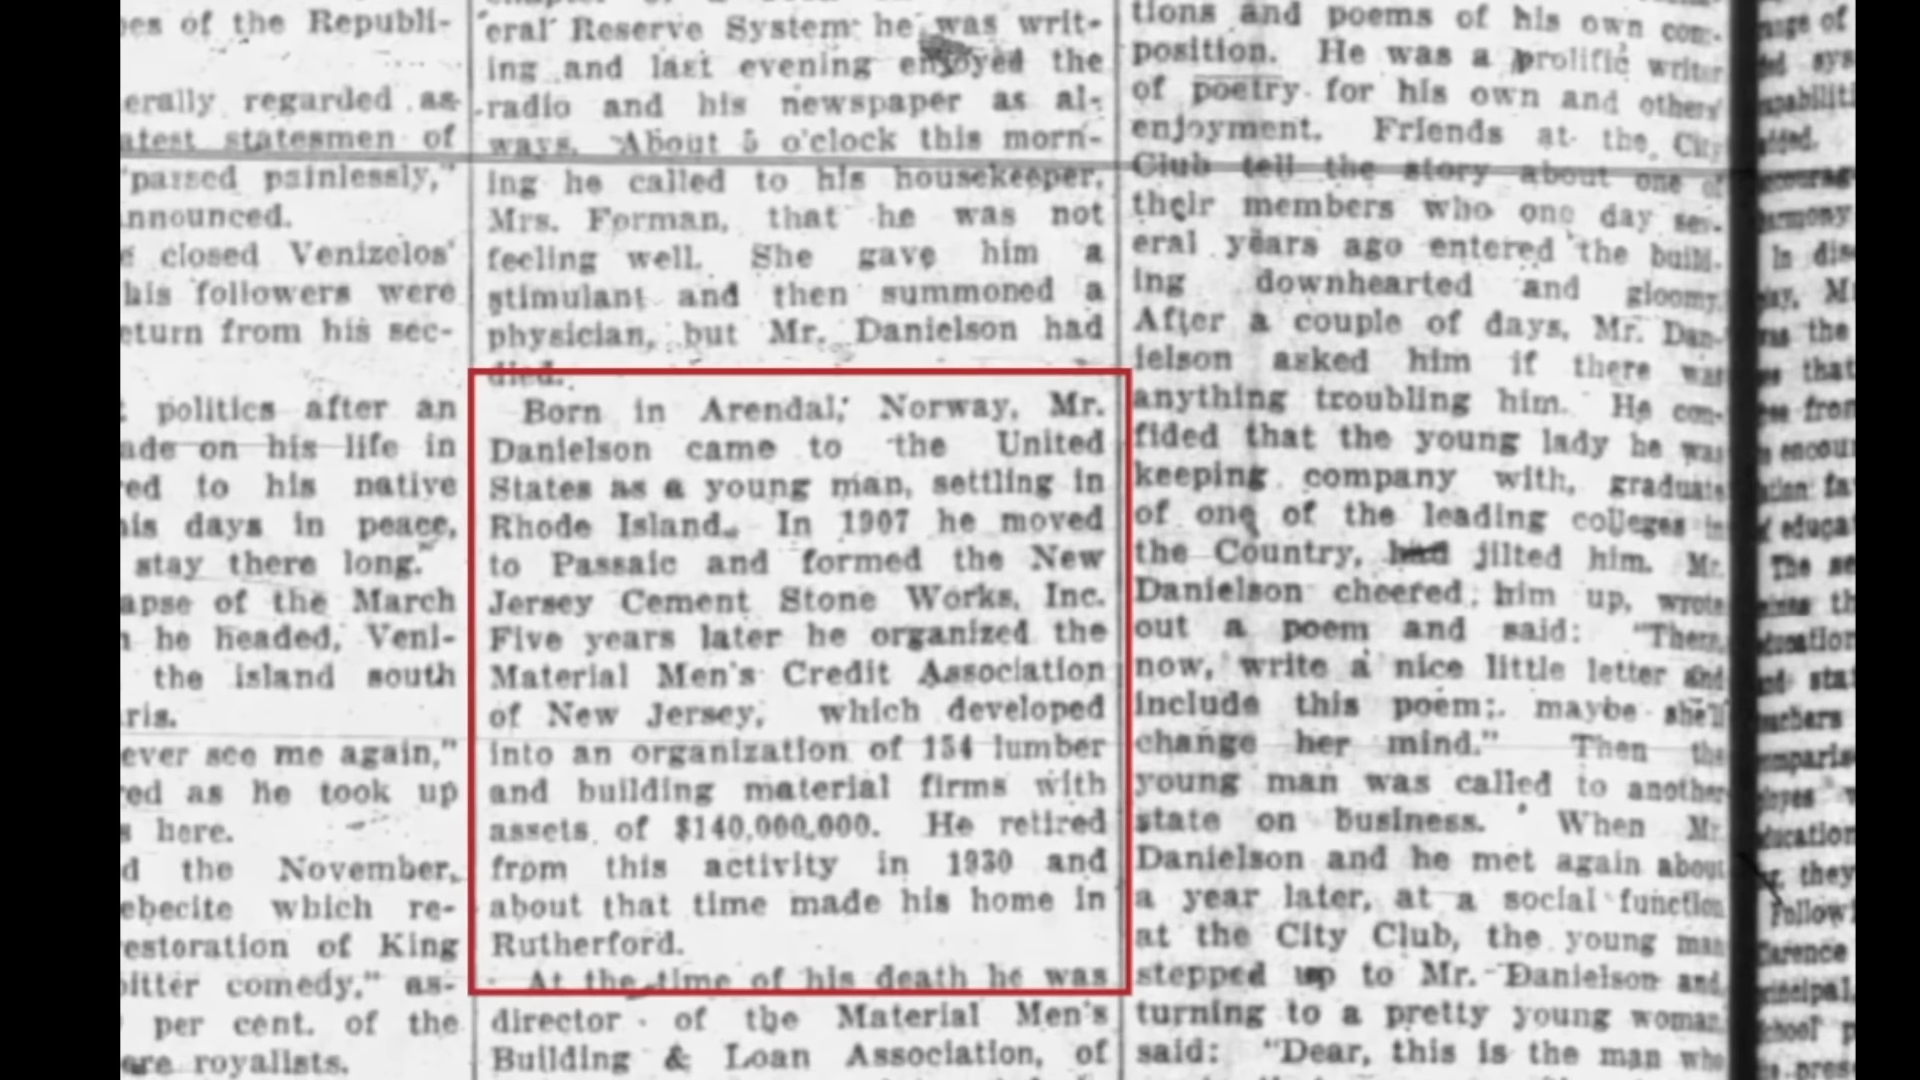 es of the Republi-
erally regarded as
atest statesmen of
"passed painlessly,"
nnounced.
closed Venizelos'
his followers were
eturn from his sec-
politics after an
ade on his life in
ed to his native
is days in peace,
stay there long."
apse of the March
he headed, Veni-
the island south
ris.
ever see me again,"
ed as he took up
s here.
d the November,
ebecite which re-
estoration of King
bitter comedy," as-
per cent. of the
ere royalists.
eral Reserve System he was writ-
ing and last evening enjoyed the
radio and his newspaper as al-
ways. About 5 o'clock this morn-
ing he called to his housekeeper,
Mrs. Forman, that he was not
feeling well. She gave him a
stimulant and then summoned a
physician, but Mr. Danielson had
died.
Born in Arendal, Norway, Mr.
Danielson came to the United
States as a young man, settling in
Rhode Island. In 1907 he moved
to Passaic and formed the New
Jersey Cement Stone Works, Inc.
Five years later he organized the
Material Men's Credit Association
of New Jersey, which developed
into an organization of 154 lumber
and building material firms with
assets of $140,000,000. He retired
from this activity in 1930 and
about that time made his home in
Rutherford.
At the time of his death he was
director of the Material Men's
Building & Loan Association, of
tions and poems of his own com-
position. He was a prolific writer
of poetry for his own and others'
enjoyment. Friends at the City
Club tell the story about one of
their members who one day sev-
eral years ago entered the build-
ing downhearted and gloomy.
After a couple of days, Mr. Dan-
ielson asked him if there was
anything troubling him. He con-
fided that the young lady he was
keeping company with, graduate
of one of the leading colleges in
the Country, had jilted him. Mr.
Danielson cheered him up, wrote
out a poem and said: "There,
now, write a nice little letter and
include this poem; maybe she'll
change her mind." Then the
young man was called to another
state on business. When Mr.
Danielson and he met again about
a year later, at a social function
at the City Club, the young man
stepped up to Mr. Danielson and,
turning to a pretty young woman,
said: "Dear, this is the man who